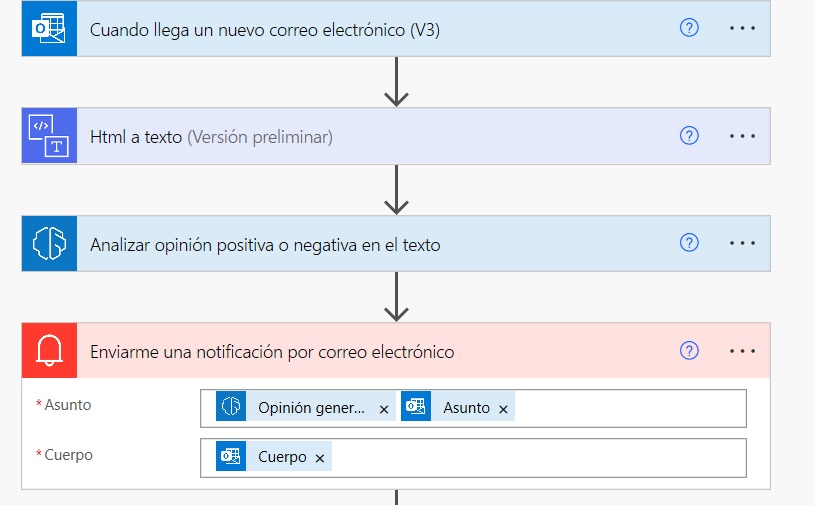 Cuando llega un nuevo correo electrónico (V3)
Html a texto (Versión preliminar)
Analizar opinión positiva o negativa en el texto
Enviarme una notificación por correo electrónico
* Asunto Opinión gener... × Asunto ×
* Cuerpo Cuerpo ×